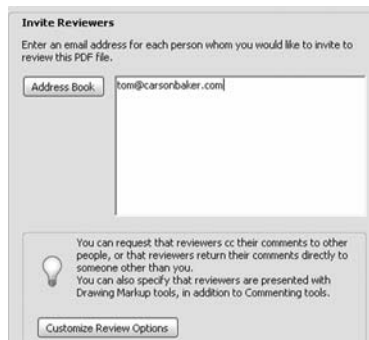 Invite Reviewers
Enter an email address for each person whom you would like to invite to
review this PDF file.
Address Book
tom@carsonbaker.com
You can request that reviewers cc their comments to other
people, or that reviewers return their comments directly to
someone other than you.
You can also specify that reviewers are presented with
Drawing Markup tools, in addition to Commenting tools.
Customize Review Options